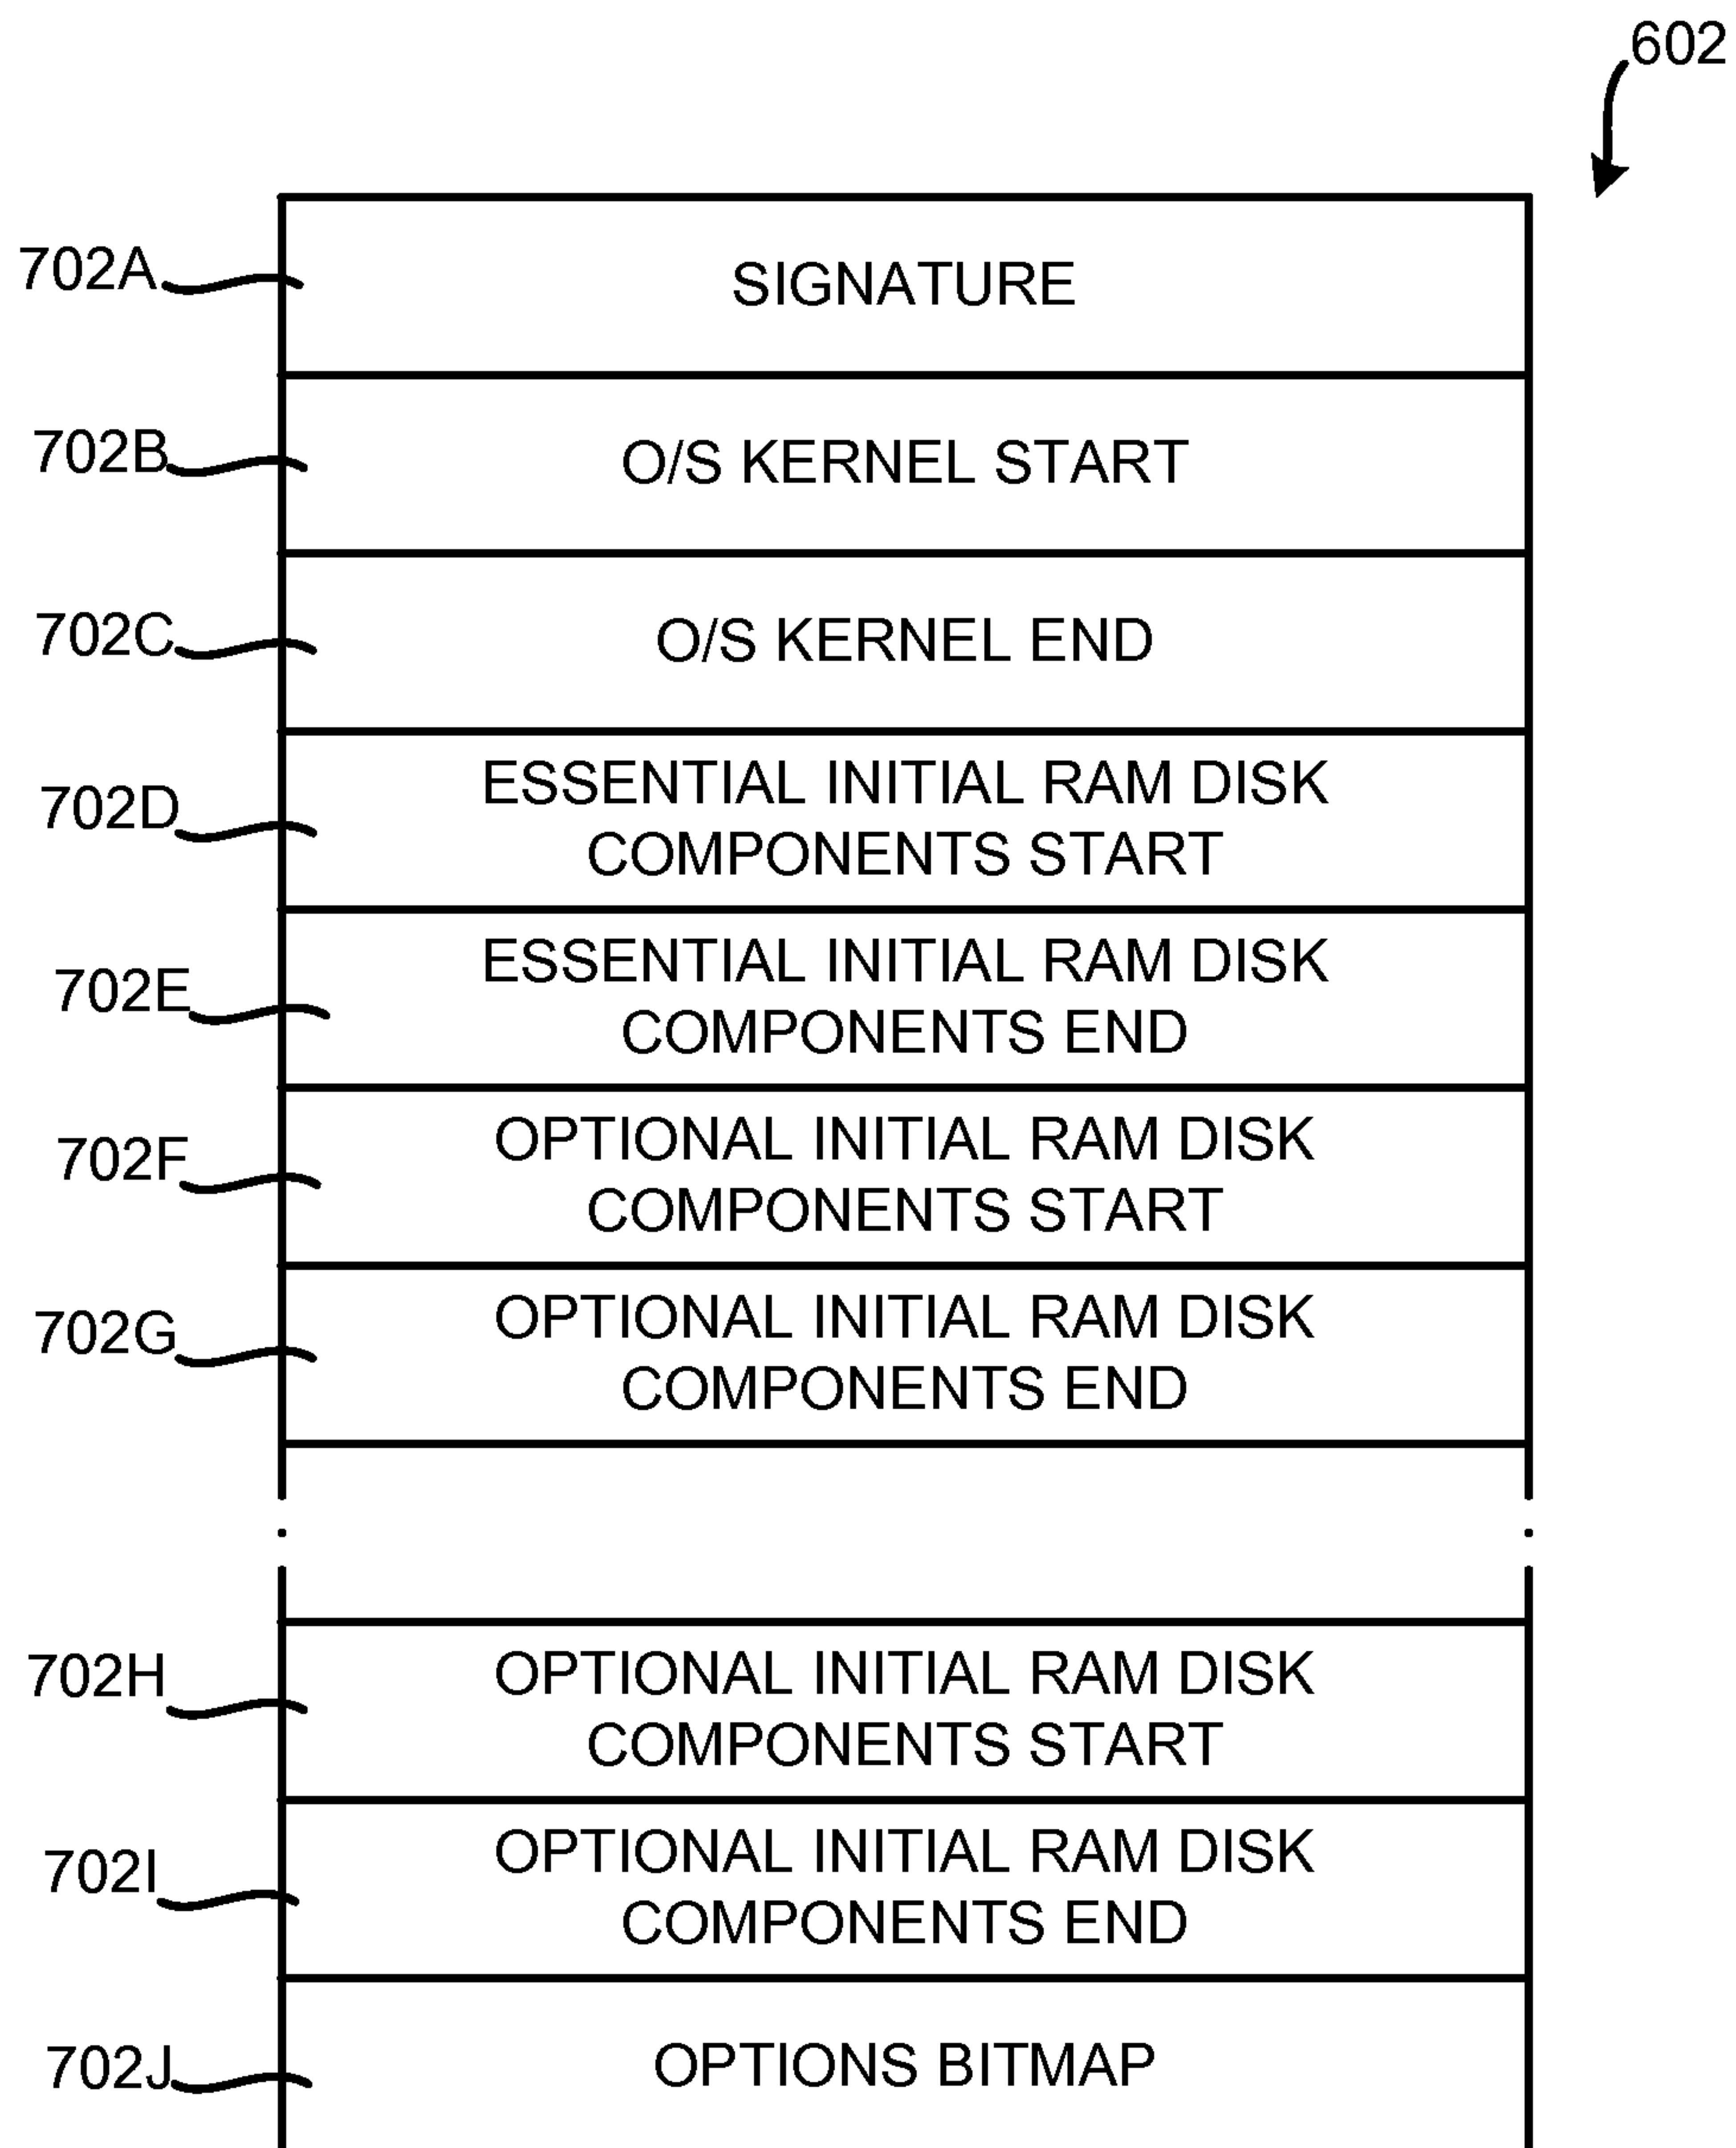 602
702A
SIGNATURE
702B
O/S KERNEL START
702C
O/S KERNEL END
702D
ESSENTIAL INITIAL RAM DISK
COMPONENTS START
702E
ESSENTIAL INITIAL RAM DISK
COMPONENTS END
702F
OPTIONAL INITIAL RAM DISK
COMPONENTS START
702G
OPTIONAL INITIAL RAM DISK
COMPONENTS END
702H
OPTIONAL INITIAL RAM DISK
COMPONENTS START
702I
OPTIONAL INITIAL RAM DISK
COMPONENTS END
702J
OPTIONS BITMAP